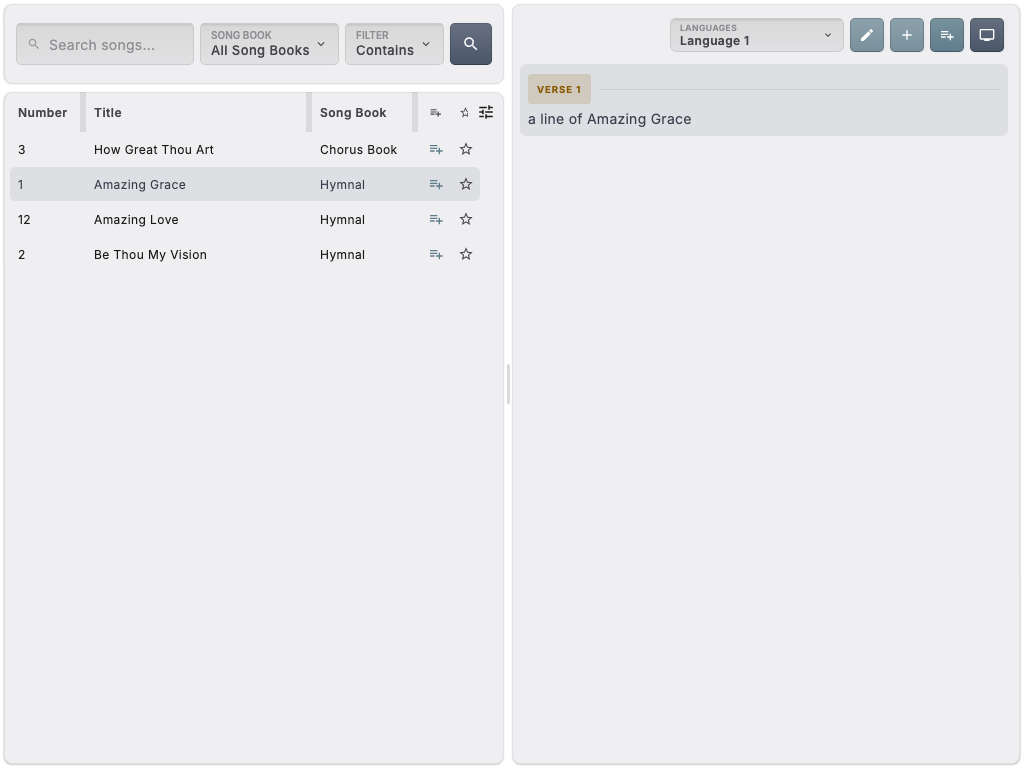 Search songs...
SONG BOOK
All Song Books
FILTER
Contains
Number Title Song Book
3 How Great Thou Art Chorus Book
1 Amazing Grace Hymnal
12 Amazing Love Hymnal
2 Be Thou My Vision Hymnal
LANGUAGES
Language 1
VERSE 1
a line of Amazing Grace